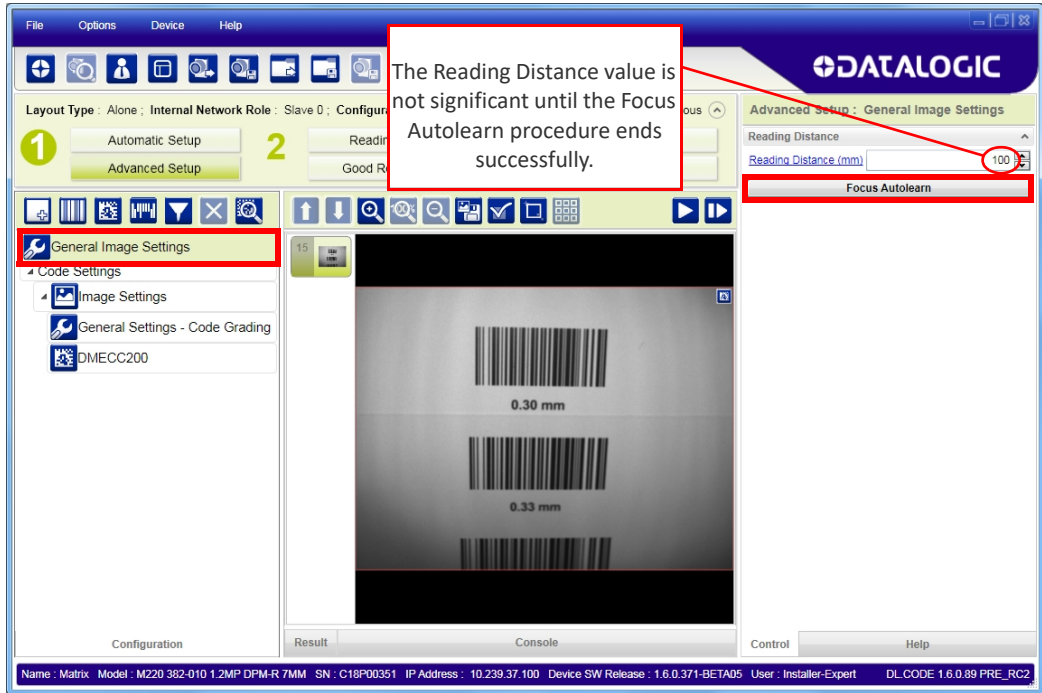 File Options Device Help
DATALOGIC
The Reading Distance value is
not significant until the Focus
Autolearn procedure ends
successfully.
Layout Type : Alone ; Internal Network Role : Slave 0 ;
1
Automatic Setup
Advanced Setup
2
Good
Advanced Setup : General Image Settings
Reading Distance
Reading Distance (mm) 100
Focus Autolearn
General Image Settings
Code Settings
Image Settings
General Settings - Code Grading
DMECC200
15
0.30 mm
0.33 mm
Configuration
Result Console
Control Help
Name : Matrix Model : M220 382-010 1.2MP DPM-R 7MM SN : C18P00351 IP Address : 10.239.37.100 Device SW Release : 1.6.0.371-BETA05 User : Installer-Expert DL.CODE 1.6.0.89 PRE_RC2